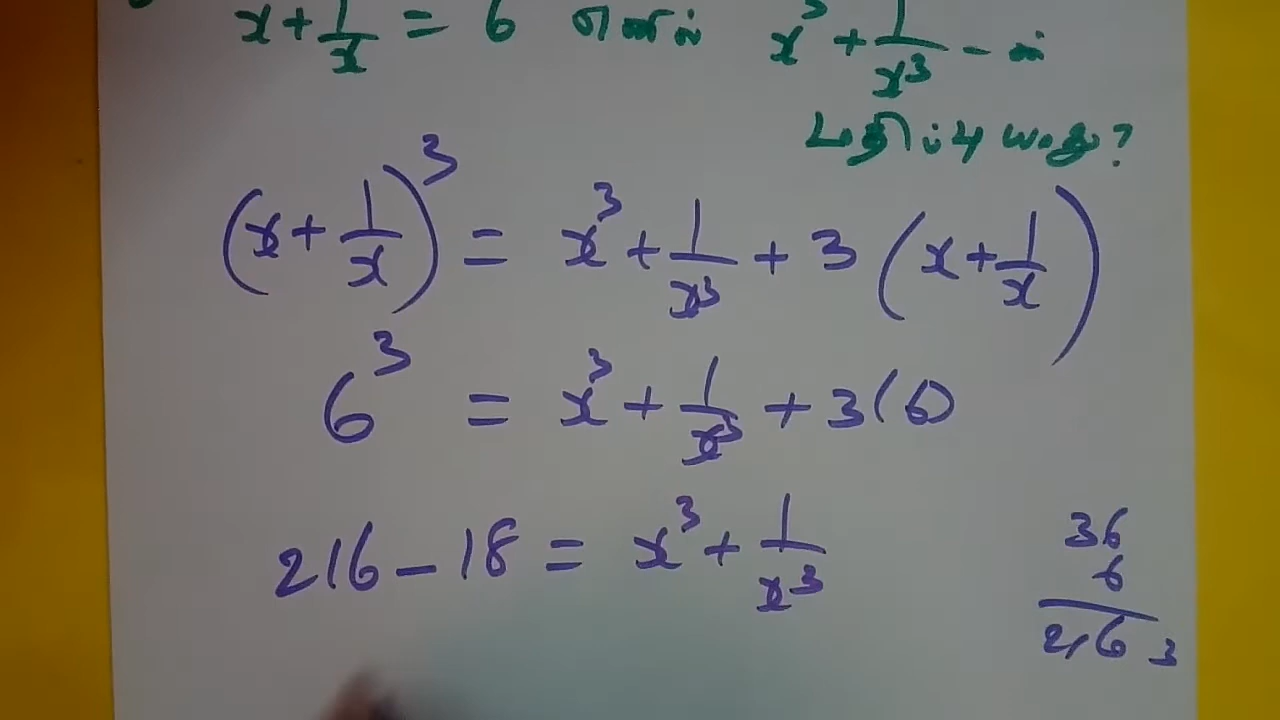 x + 1/x = 6 எனில் x³ + 1/x³ - ன்
மதிப்பு யாது?
(x + 1/x)³ = x³ + 1/x³ + 3 (x + 1/x)
6³ = x³ + 1/x³ + 3(6)
216 - 18 = x³ + 1/x³
36
6
216 3